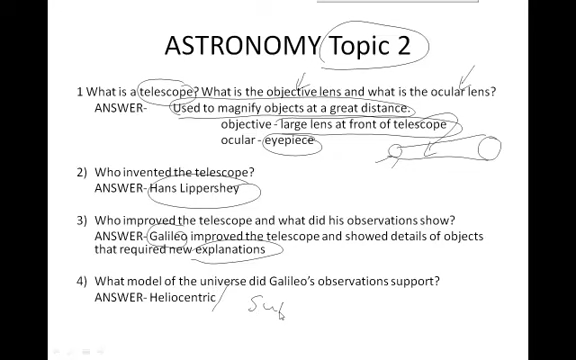 ASTRONOMY Topic 2
1 What is a telescope? What is the objective lens and what is the ocular lens?
ANSWER- Used to magnify objects at a great distance.
objective - large lens at front of telescope
ocular - eyepiece
2) Who invented the telescope?
ANSWER- Hans Lippershey
3) Who improved the telescope and what did his observations show?
ANSWER- Galileo improved the telescope and showed details of objects
that required new explanations
4) What model of the universe did Galileo's observations support?
ANSWER- Heliocentric